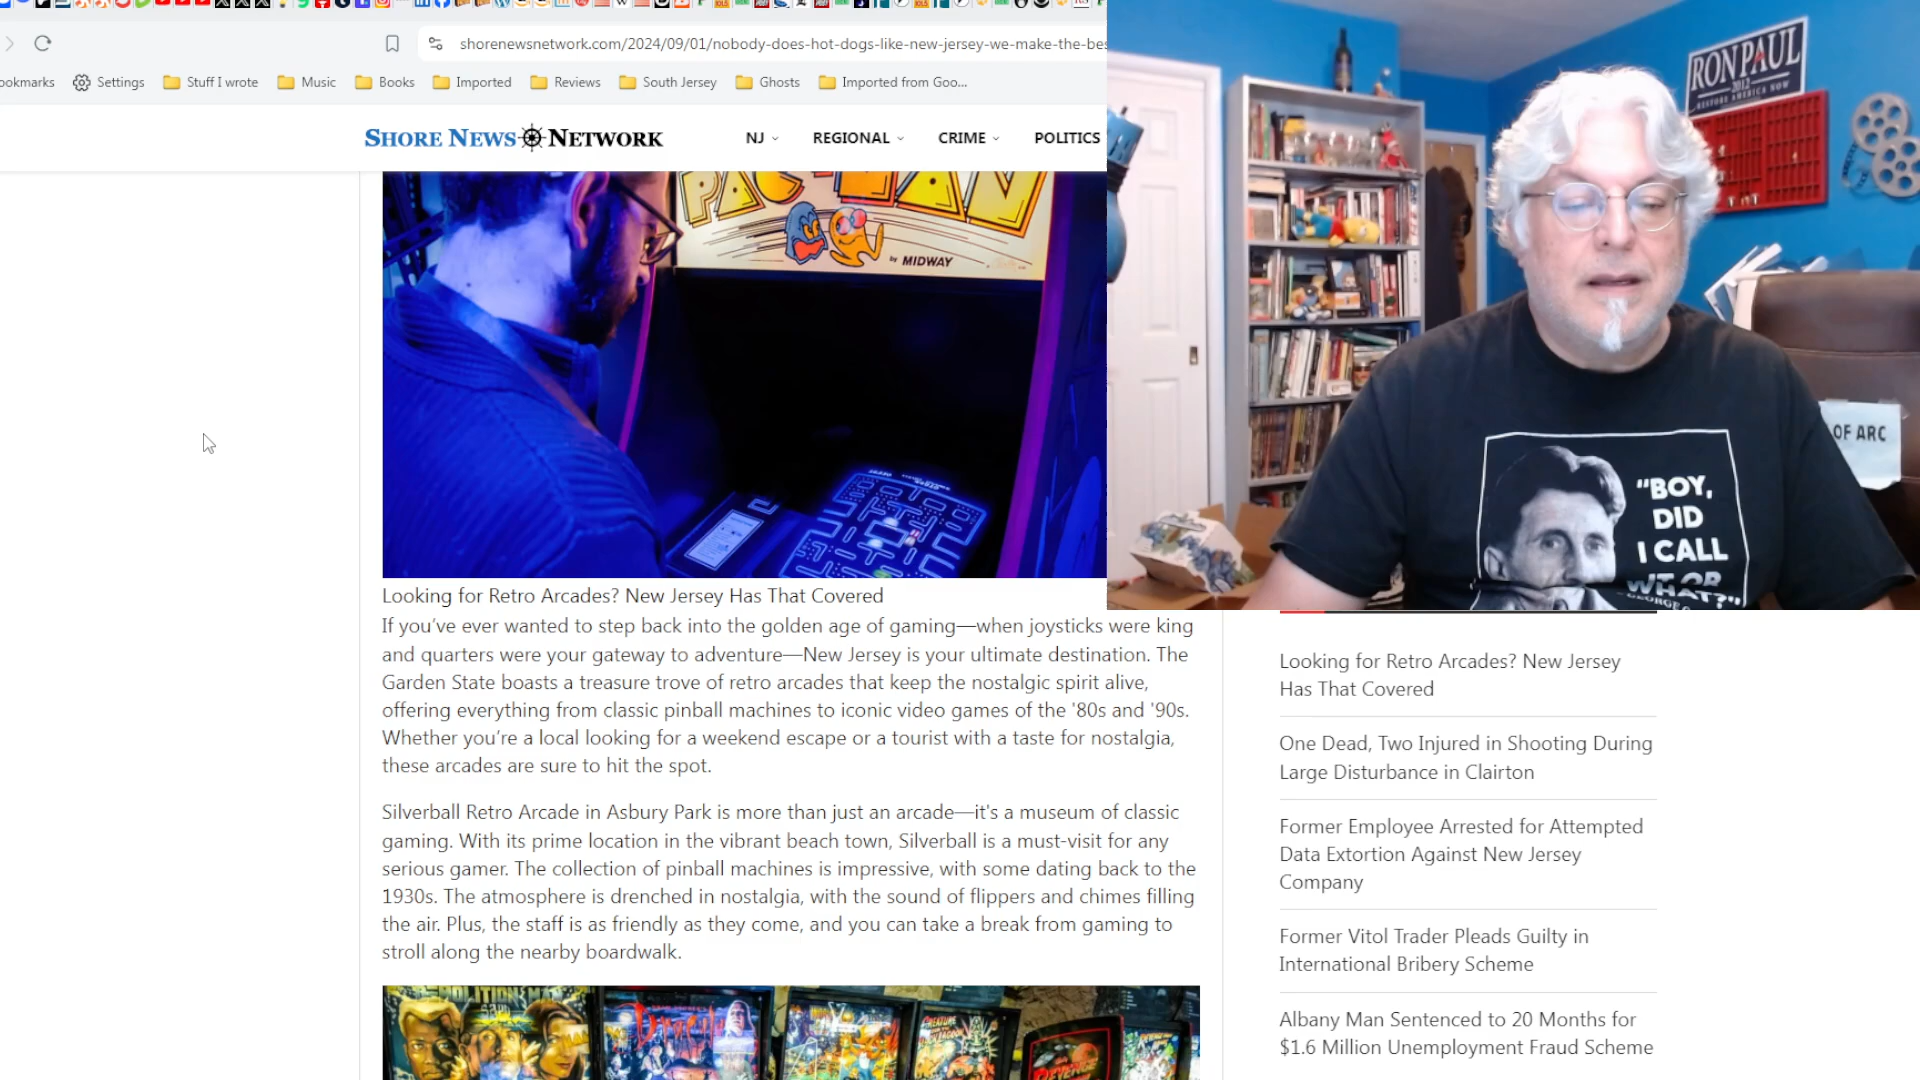 shorenewsnetwork.com/2024/09/01/nobody-does-hot-dogs-like-new-jersey-we-make-the-bes
ookmarks Settings Stuff I wrote Music Books Imported Reviews South Jersey Ghosts Imported from Goo...
SHORE NEWS NETWORK
NJ REGIONAL CRIME POLITICS
PAC-MAN
by MIDWAY
Looking for Retro Arcades? New Jersey Has That Covered
If you've ever wanted to step back into the golden age of gaming—when joysticks were king
and quarters were your gateway to adventure—New Jersey is your ultimate destination. The
Garden State boasts a treasure trove of retro arcades that keep the nostalgic spirit alive,
offering everything from classic pinball machines to iconic video games of the '80s and '90s.
Whether you're a local looking for a weekend escape or a tourist with a taste for nostalgia,
these arcades are sure to hit the spot.
Silverball Retro Arcade in Asbury Park is more than just an arcade—it's a museum of classic
gaming. With its prime location in the vibrant beach town, Silverball is a must-visit for any
serious gamer. The collection of pinball machines is impressive, with some dating back to the
1930s. The atmosphere is drenched in nostalgia, with the sound of flippers and chimes filling
the air. Plus, the staff is as friendly as they come, and you can take a break from gaming to
stroll along the nearby boardwalk.
RON PAUL
2012
RESTORE AMERICA NOW
OF ARC
"BOY,
DID
I CALL
IT OR
WHAT?"
Looking for Retro Arcades? New Jersey
Has That Covered
One Dead, Two Injured in Shooting During
Large Disturbance in Clairton
Former Employee Arrested for Attempted
Data Extortion Against New Jersey
Company
Former Vitol Trader Pleads Guilty in
International Bribery Scheme
Albany Man Sentenced to 20 Months for
$1.6 Million Unemployment Fraud Scheme